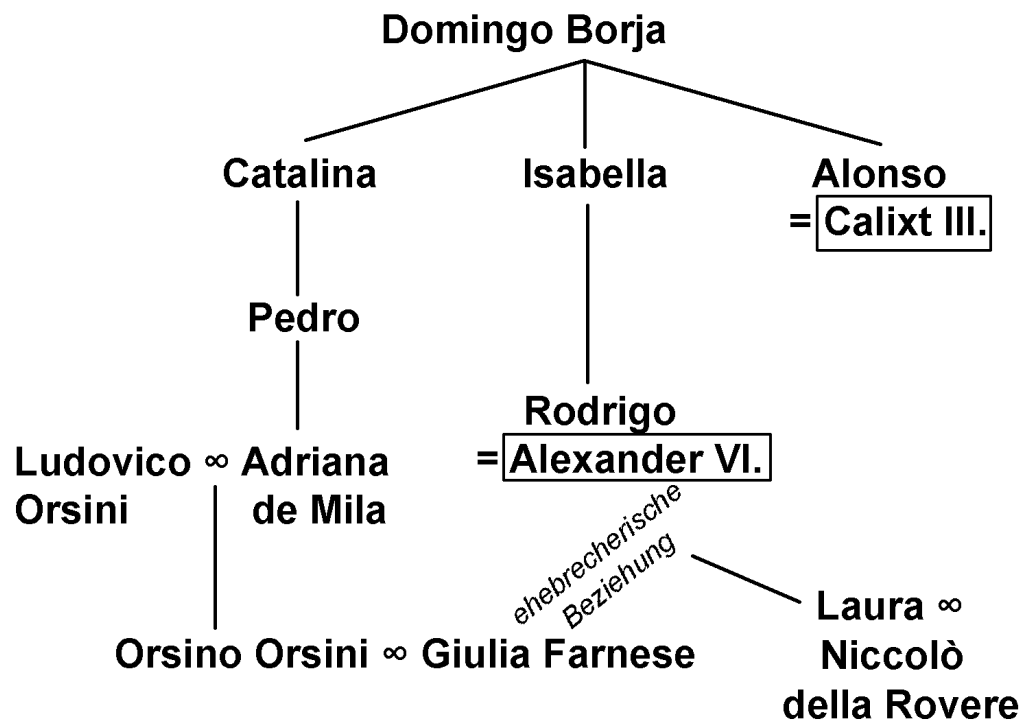 Domingo Borja
Catalina Isabella Alonso
= Calixt III.
Pedro
Rodrigo
= Alexander VI.
Ludovico ∞ Adriana
Orsini de Mila
ehebrecherische
Beziehung
Laura ∞
Orsino Orsini ∞ Giulia Farnese
Niccolò
della Rovere